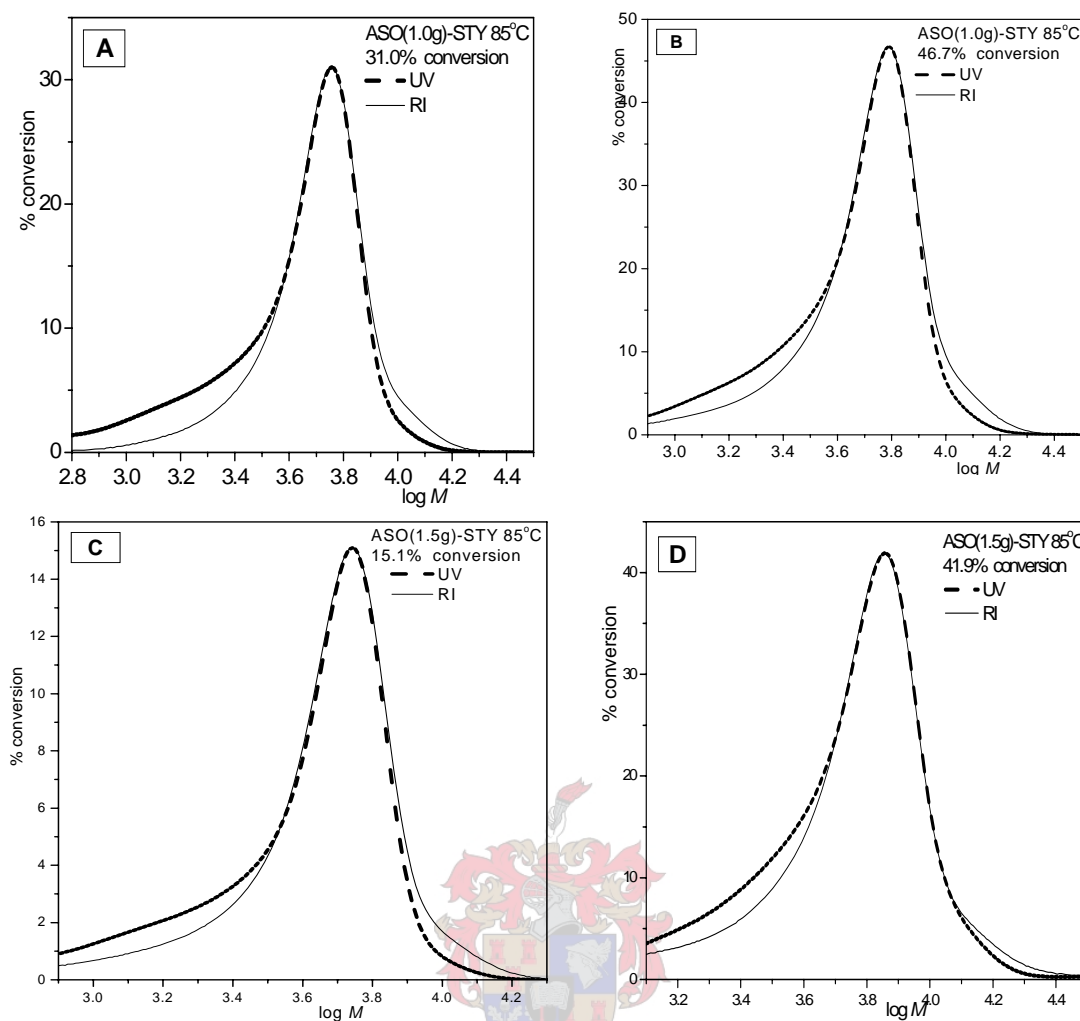 A
ASO(1.0g)-STY 85°C
31.0% conversion
UV
RI
% conversion
30
20
10
0
2.8 3.0 3.2 3.4 3.6 3.8 4.0 4.2 4.4
log M
B
ASO(1.0g)-STY 85°C
46.7% conversion
UV
RI
% conversion
50
40
30
20
10
0
3.0 3.2 3.4 3.6 3.8 4.0 4.2 4.4
log M
C
ASO(1.5g)-STY 85°C
15.1% conversion
UV
RI
% conversion
16
14
12
10
8
6
4
2
0
3.0 3.2 3.4 3.6 3.8 4.0 4.2
log M
D
ASO(1.5g)-STY 85°C
41.9% conversion
UV
RI
% conversion
40
30
20
10
0
3.2 3.4 3.6 3.8 4.0 4.2 4.4
log M